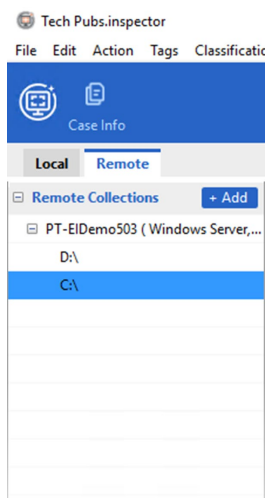 Tech Pubs.inspector
File Edit Action Tags Classificatio
Case Info
Local Remote
Remote Collections + Add
PT-EIDemo503 ( Windows Server,...
D:\
C:\